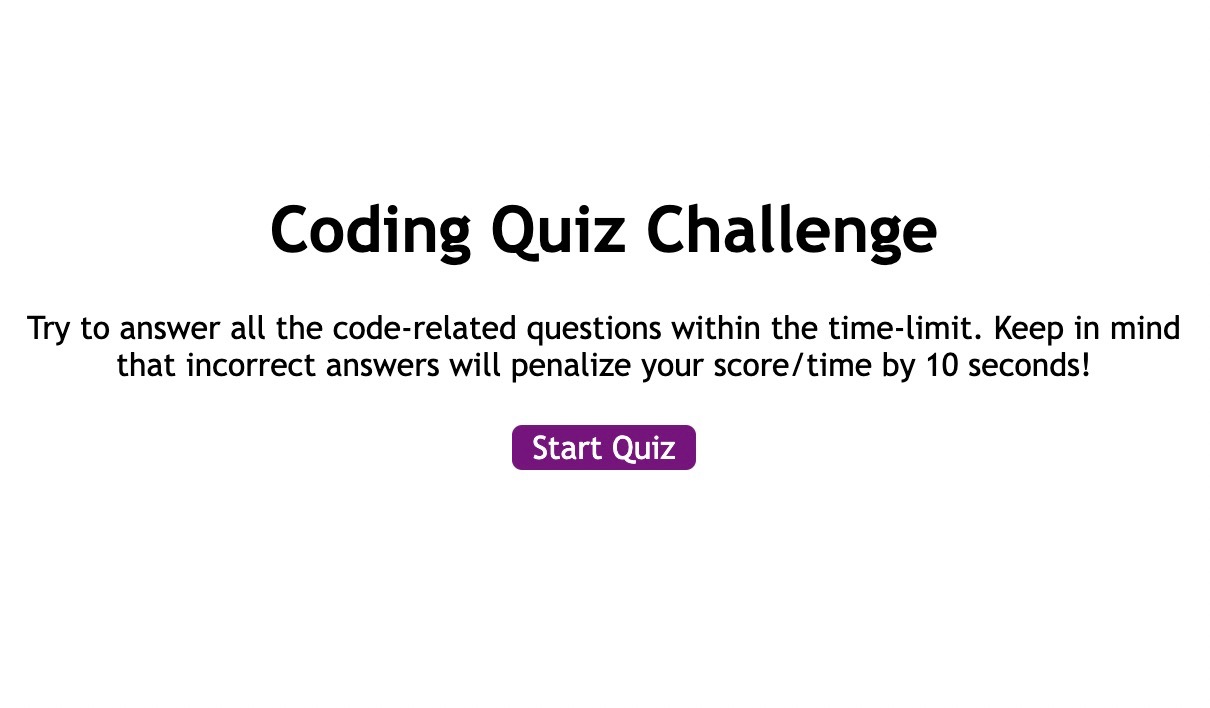 Coding Quiz Challenge
Try to answer all the code-related questions within the time-limit. Keep in mind
that incorrect answers will penalize your score/time by 10 seconds!
Start Quiz